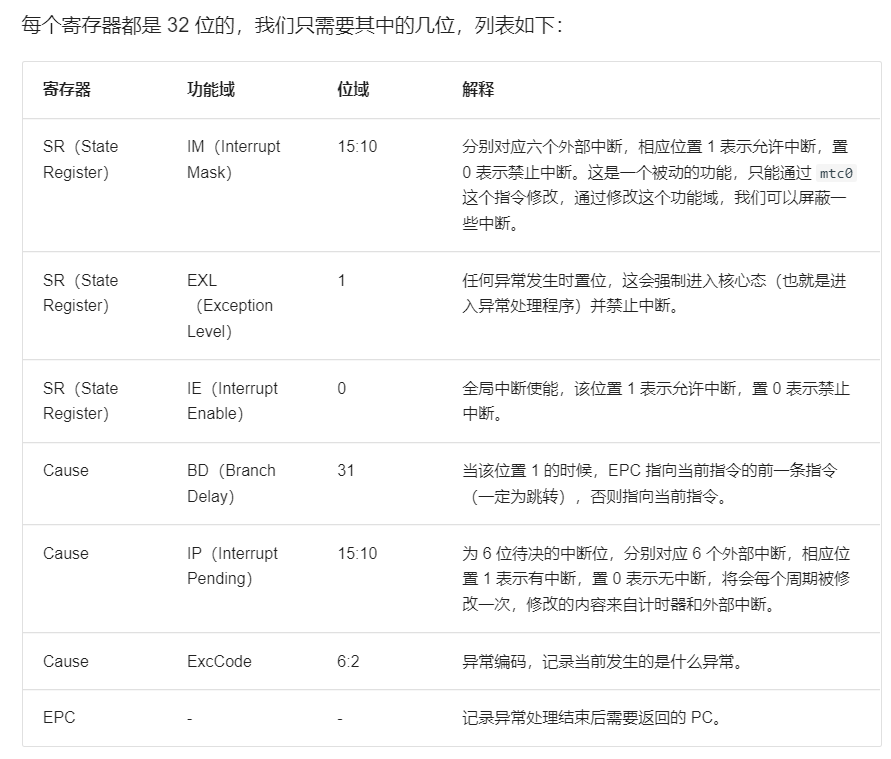 每个寄存器都是 32 位的，我们只需要其中的几位，列表如下：
寄存器 功能域 位域 解释
SR（State IM（Interrupt 15:10 分别对应六个外部中断，相应位置 1 表示允许中断，置
Register） Mask） 0 表示禁止中断。这是一个被动的功能，只能通过 mtc0
这个指令修改，通过修改这个功能域，我们可以屏蔽一
些中断。
SR（State EXL 1 任何异常发生时置位，这会强制进入核心态（也就是进
Register） （Exception 入异常处理程序）并禁止中断。
Level）
SR（State IE（Interrupt 0 全局中断使能，该位置 1 表示允许中断，置 0 表示禁止
Register） Enable） 中断。
Cause BD（Branch 31 当该位置 1 的时候，EPC 指向当前指令的前一条指令
Delay） （一定为跳转），否则指向当前指令。
Cause IP（Interrupt 15:10 为 6 位待决的中断位，分别对应 6 个外部中断，相应位
Pending） 置 1 表示有中断，置 0 表示无中断，将会每个周期被修
改一次，修改的内容来自计时器和外部中断。
Cause ExcCode 6:2 异常编码，记录当前发生的是什么异常。
EPC - - 记录异常处理结束后需要返回的 PC。